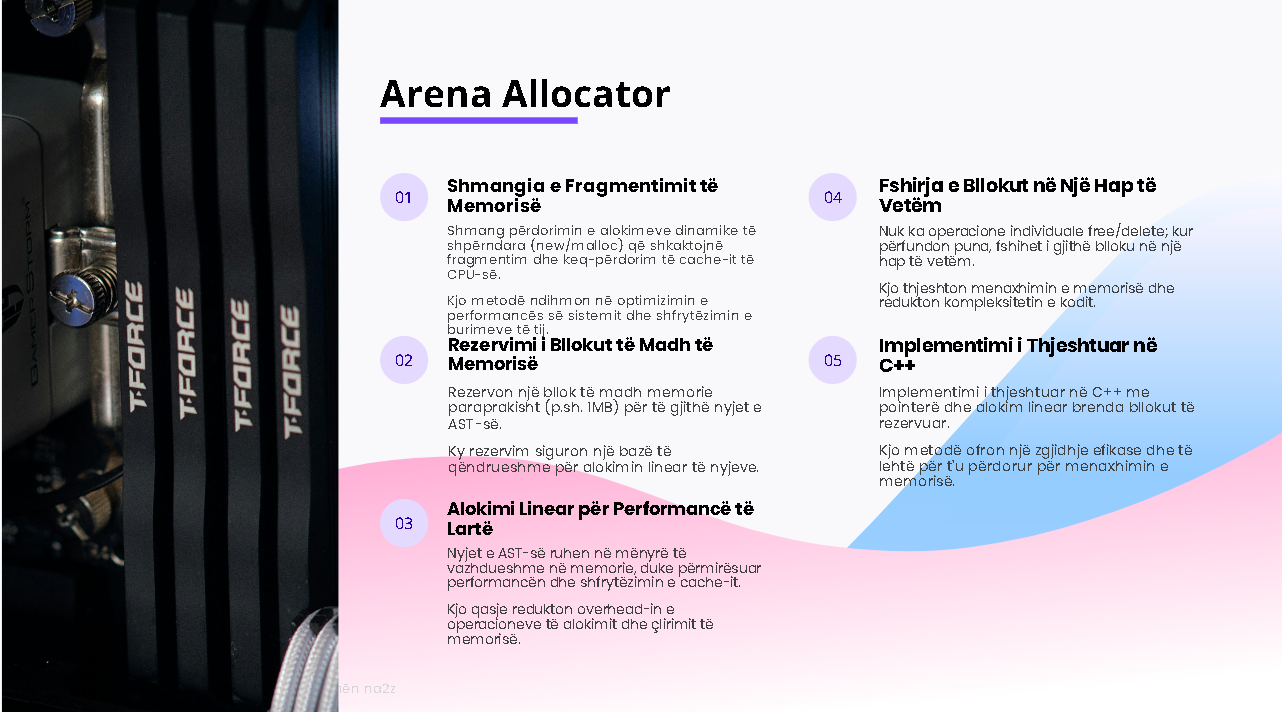 Arena Allocator
01
Shmangia e Fragmentimit të
Memorisë
Shmang përdorimin e alokimeve dinamike të
shpërndara (new/malloc) që shkaktojnë
fragmentim dhe keq-përdorim të cache-it të
CPU-së.
Kjo metodë ndihmon në optimizimin e
performancës së sistemit dhe shfrytëzimin e
burimeve të tij.
02
Rezervimi i Bllokut të Madh të
Memorisë
Rezervon një bllok të madh memorie
paraprakisht (p.sh. 1MB) për të gjithë nyjet e
AST-së.
Ky rezervim siguron një bazë të
qëndrueshme për alokimin linear të nyjeve.
03
Alokimi Linear për Performancë të
Lartë
Nyjet e AST-së ruhen në mënyrë të
vazhdueshme në memorie, duke përmirësuar
performancën dhe shfrytëzimin e cache-it.
Kjo qasje redukton overhead-in e
operacioneve të alokimit dhe çlirimit të
memorisë.
04
Fshirja e Bllokut në Një Hap të
Vetëm
Nuk ka operacione individuale free/delete; kur
përfundon puna, fshihet i gjithë blloku në një
hap të vetëm.
Kjo thjeshton menaxhimin e memorisë dhe
redukton kompleksitetin e kodit.
05
Implementimi i Thjeshtuar në
C++
Implementimi i thjeshtuar në C++ me
pointerë dhe alokim linear brenda bllokut të
rezervuar.
Kjo metodë ofron një zgjidhje efikase dhe të
lehtë për t'u përdorur për menaxhimin e
memorisë.
T-FORCE
T-FORCE
T-FORCE
T-FORCE
GAMERSTORM
na2z